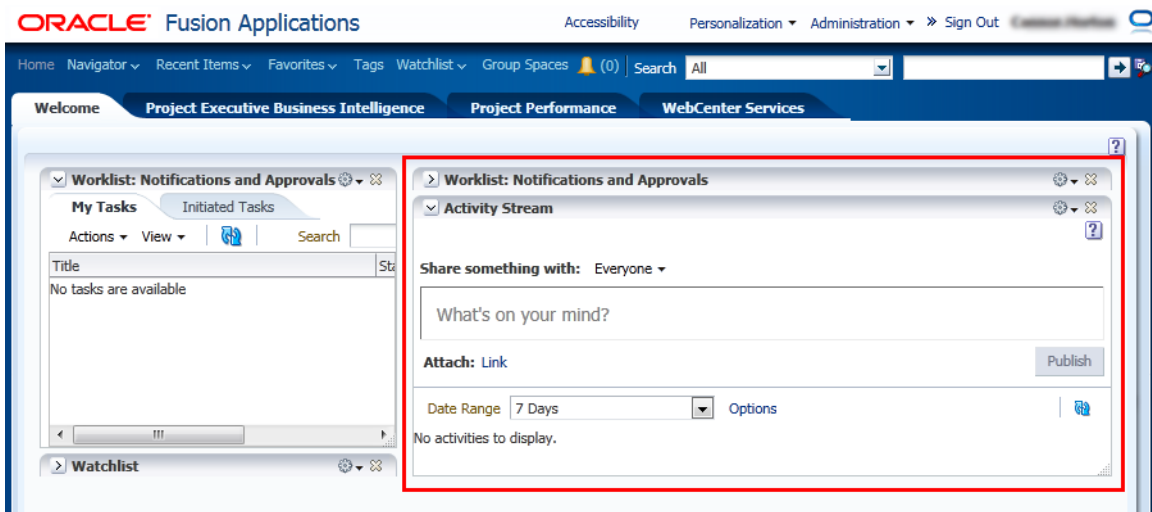 ORACLE Fusion Applications Accessibility Personalization Administration » Sign Out
Home Navigator Recent Items Favorites Tags Watchlist Group Spaces (0) Search All
Welcome Project Executive Business Intelligence Project Performance WebCenter Services
?
Worklist: Notifications and Approvals
My Tasks Initiated Tasks
Actions View Search
Title Sta
No tasks are available
Watchlist
Worklist: Notifications and Approvals
Activity Stream
?
Share something with: Everyone
What's on your mind?
Attach: Link Publish
Date Range 7 Days Options
No activities to display.